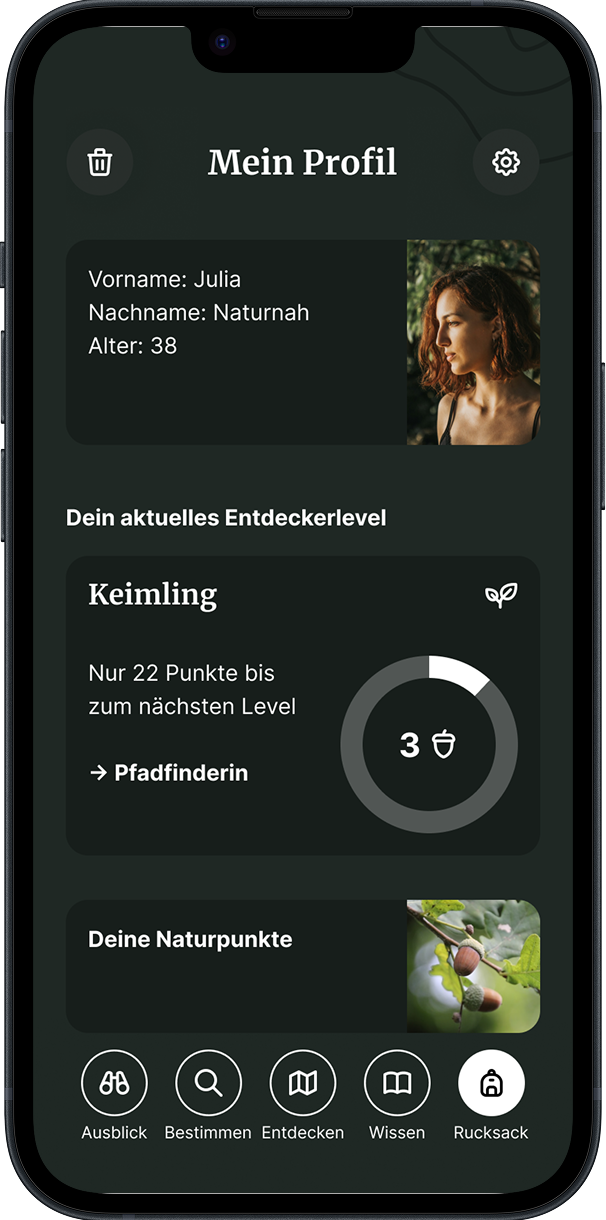 Mein Profil
Vorname: Julia
Nachname: Naturnah
Alter: 38
Dein aktuelles Entdeckerlevel
Keimling
Nur 22 Punkte bis
zum nächsten Level
→ Pfadfinderin
3
Deine Naturpunkte
Ausblick
Bestimmen
Entdecken
Wissen
Rucksack